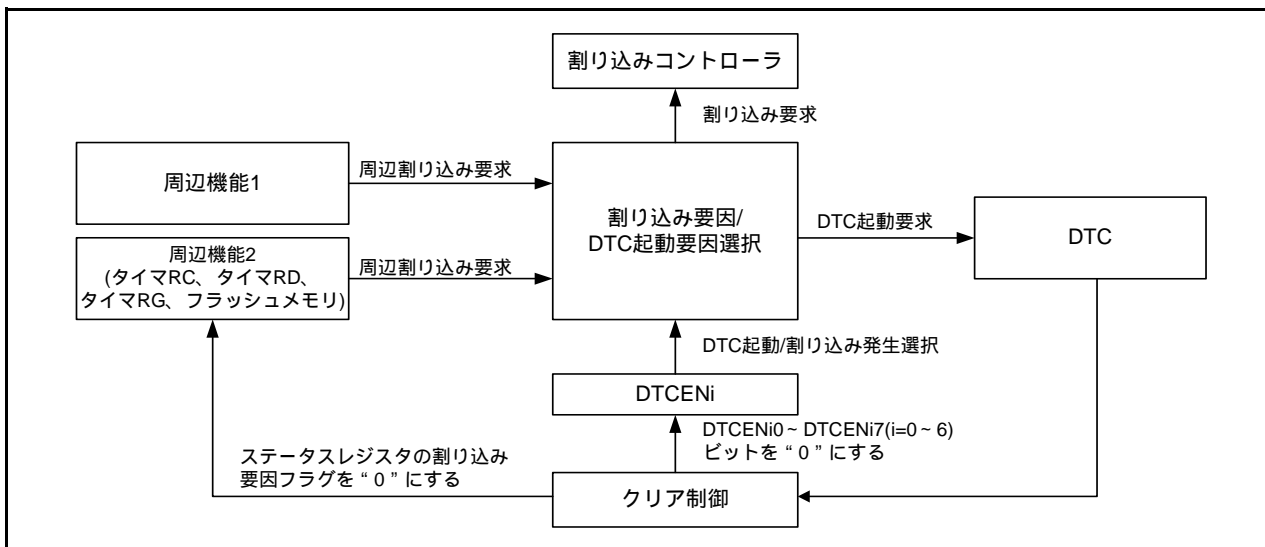 割り込みコントローラ
割り込み要求
周辺機能1
周辺割り込み要求
割り込み要因/
DTC起動要因選択
DTC起動要求
DTC
周辺機能2
(タイマRC、タイマRD、
タイマRG、フラッシュメモリ)
周辺割り込み要求
DTC起動/割り込み発生選択
DTCENi
DTCENi0~DTCENi7(i=0~6)
ビットを“0”にする
ステータスレジスタの割り込み
要因フラグを“0”にする
クリア制御